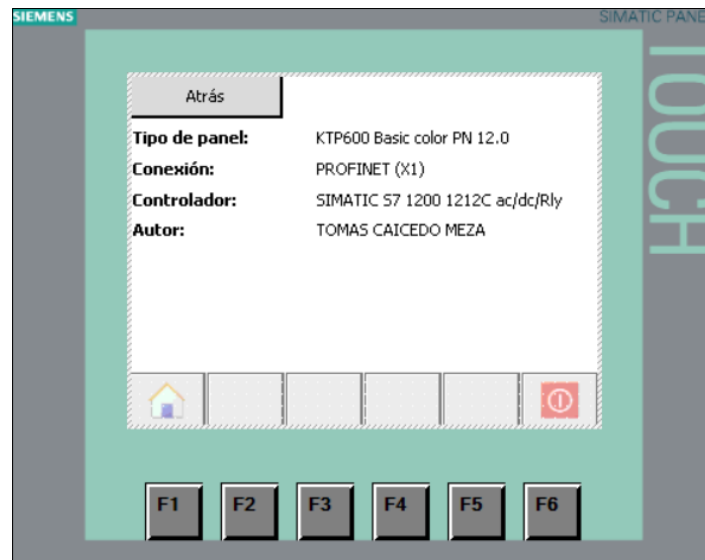 SIEMENS
SIMATIC PANE
TOUCH
Atrás
Tipo de panel: KTP600 Basic color PN 12.0
Conexión: PROFINET (X1)
Controlador: SIMATIC S7 1200 1212C ac/dc/Rly
Autor: TOMAS CAICEDO MEZA
F1 F2 F3 F4 F5 F6